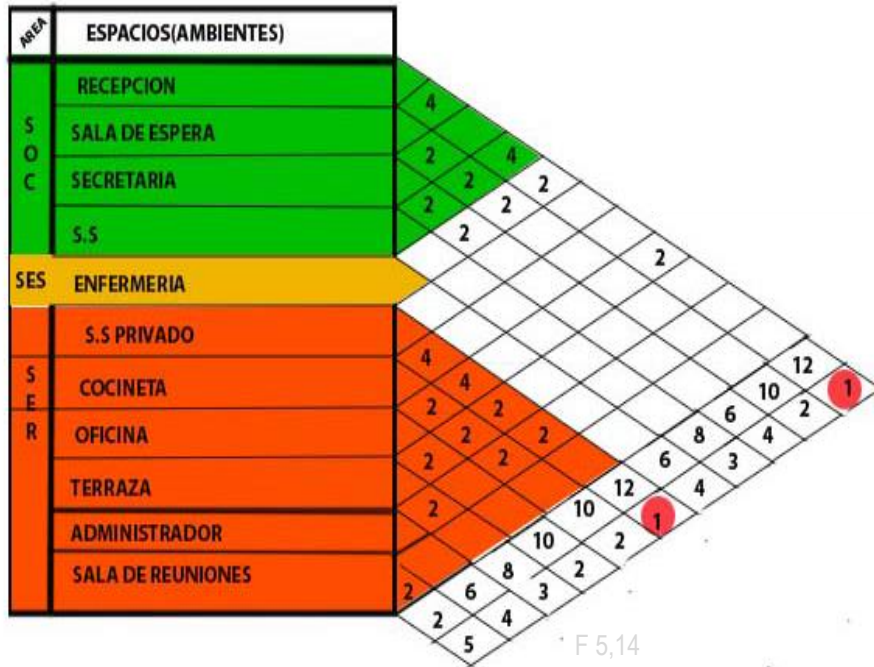 AREA ESPACIOS(AMBIENTES)
SOC
RECEPCION
SALA DE ESPERA
SECRETARIA
S.S
SES ENFERMERIA
SER
S.S PRIVADO
COCINETA
OFICINA
TERRAZA
ADMINISTRADOR
SALA DE REUNIONES
4
2 4
2 2
2 2
2
2
4
4
2 2
2 2
2 2
2
2
12
10 1
6 2
8 4
6 3
12 4
10 1
10 2
8 2
6 3
2 4
5
F 5,14